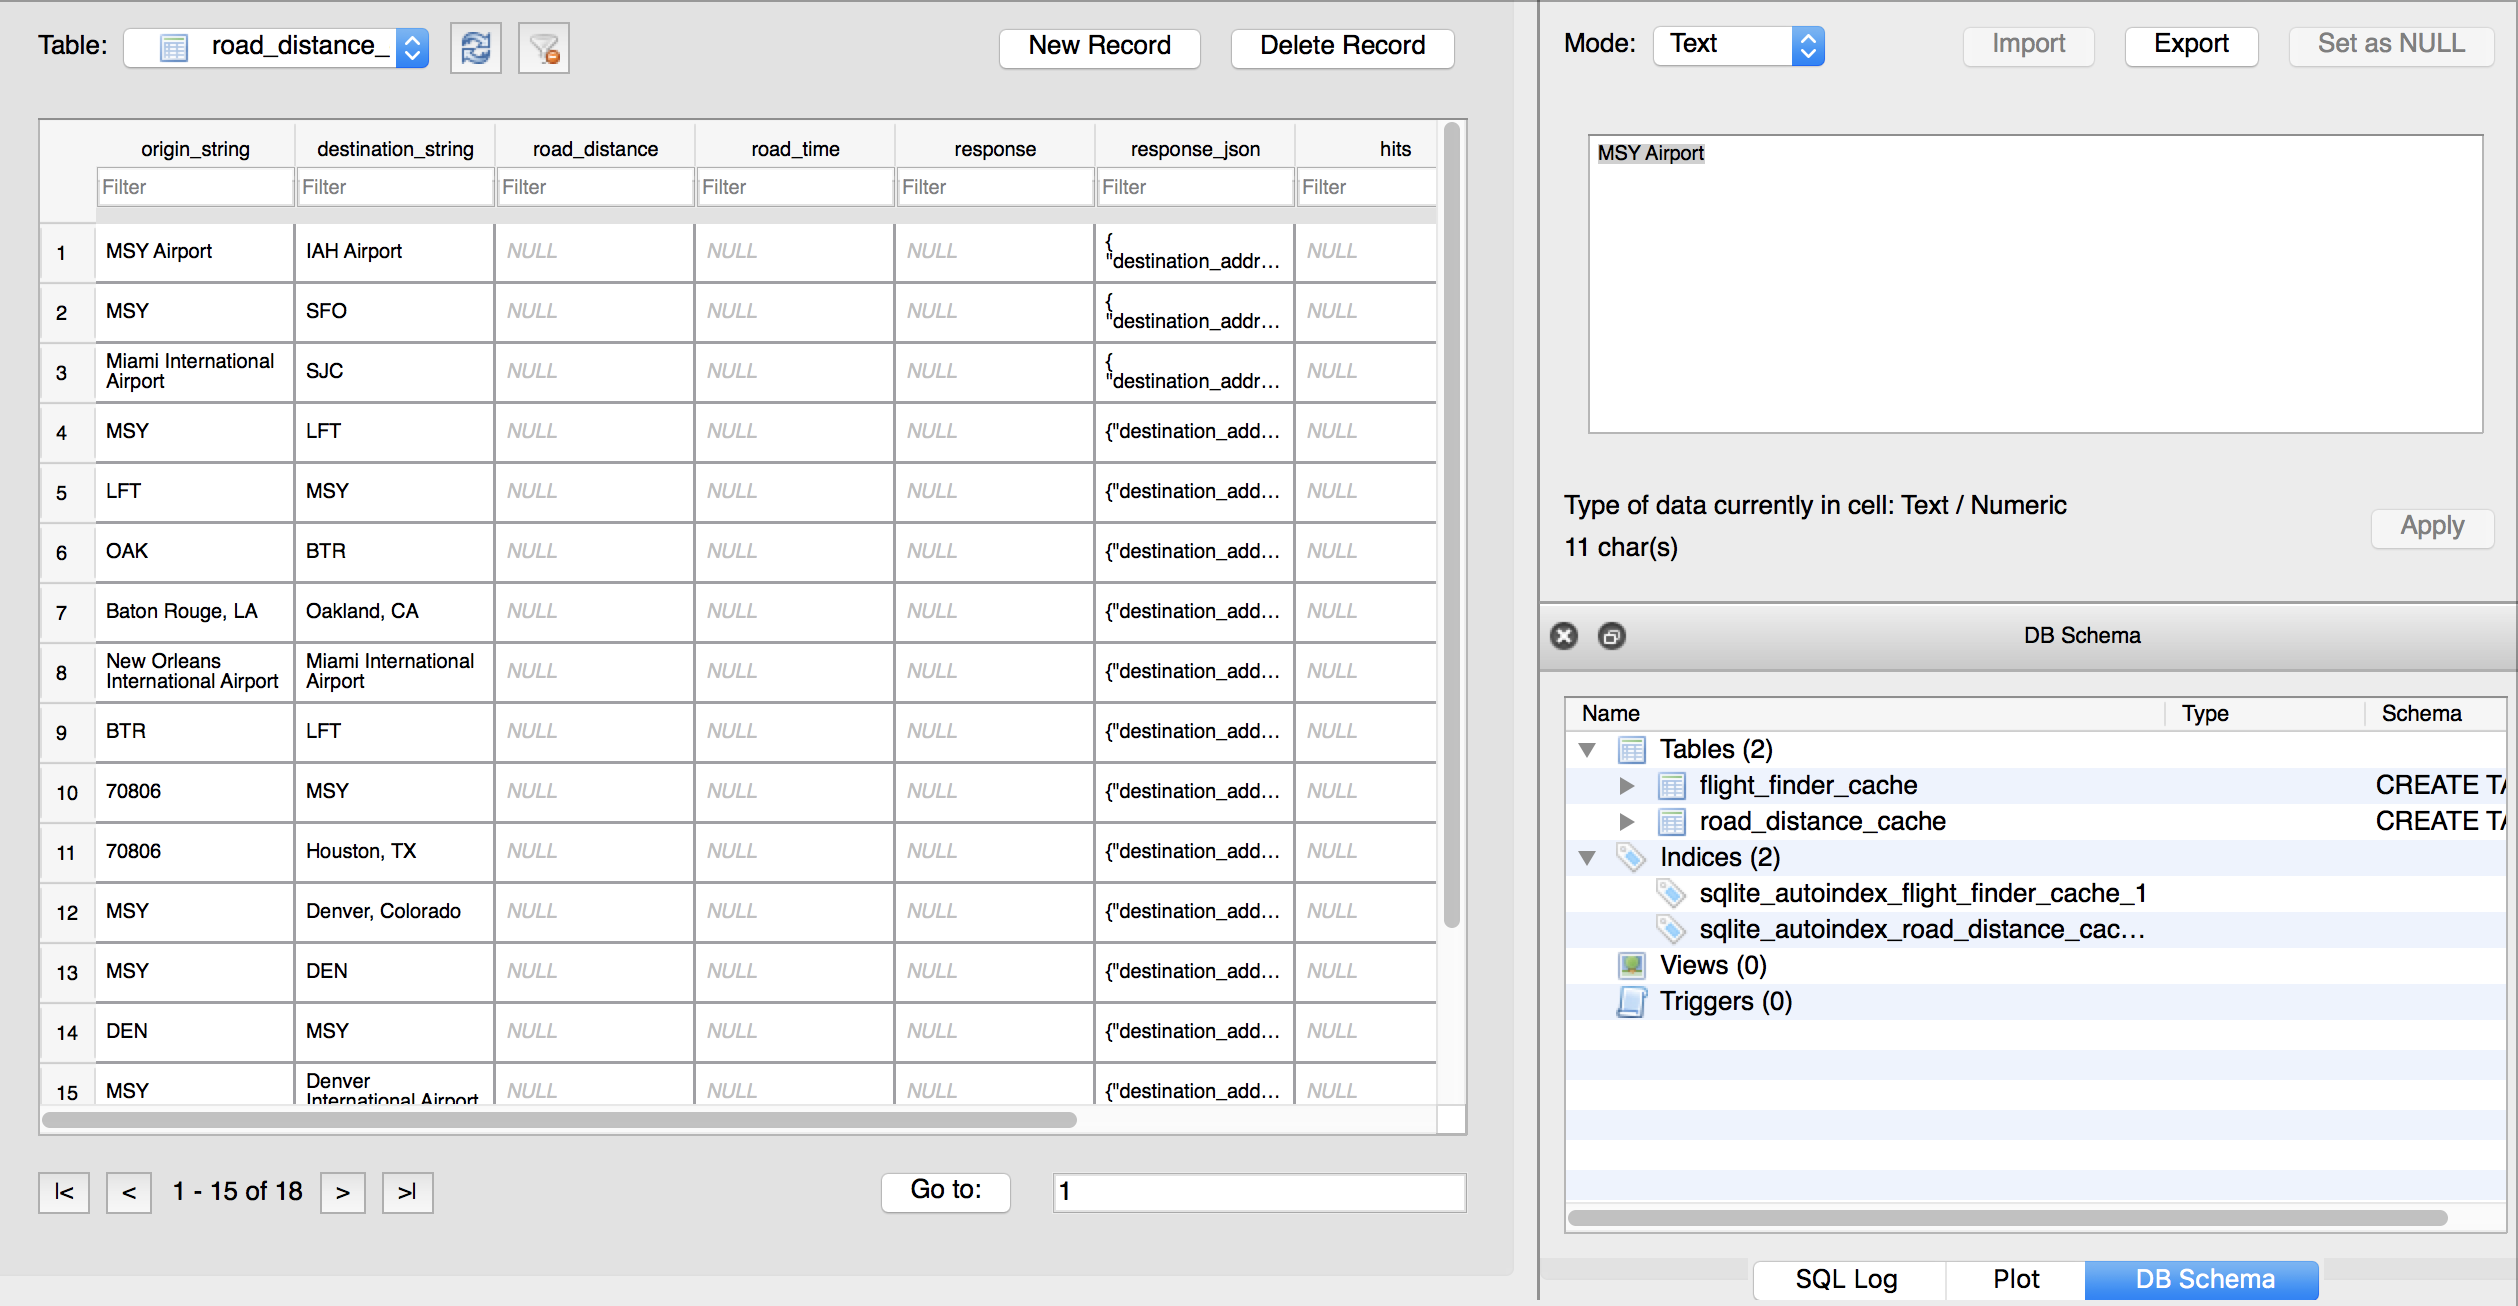 Table: road_distance_ New Record Delete Record
origin_string destination_string road_distance road_time response response_json hits
Filter Filter Filter Filter Filter Filter Filter
1 MSY Airport IAH Airport NULL NULL NULL { "destination_addr... NULL
2 MSY SFO NULL NULL NULL { "destination_addr... NULL
3 Miami International Airport SJC NULL NULL NULL { "destination_addr... NULL
4 MSY LFT NULL NULL NULL {"destination_add... NULL
5 LFT MSY NULL NULL NULL {"destination_add... NULL
6 OAK BTR NULL NULL NULL {"destination_add... NULL
7 Baton Rouge, LA Oakland, CA NULL NULL NULL {"destination_add... NULL
8 New Orleans International Airport Miami International Airport NULL NULL NULL {"destination_add... NULL
9 BTR LFT NULL NULL NULL {"destination_add... NULL
10 70806 MSY NULL NULL NULL {"destination_add... NULL
11 70806 Houston, TX NULL NULL NULL {"destination_add... NULL
12 MSY Denver, Colorado NULL NULL NULL {"destination_add... NULL
13 MSY DEN NULL NULL NULL {"destination_add... NULL
14 DEN MSY NULL NULL NULL {"destination_add... NULL
15 MSY Denver International Airport NULL NULL NULL {"destination_add... NULL
|< < 1 - 15 of 18 > >| Go to: 1
Mode: Text Import Export Set as NULL
MSY Airport
Type of data currently in cell: Text / Numeric
11 char(s)
Apply
DB Schema
Name Type Schema
Tables (2)
flight_finder_cache CREATE TA
road_distance_cache CREATE TA
Indices (2)
sqlite_autoindex_flight_finder_cache_1
sqlite_autoindex_road_distance_cac...
Views (0)
Triggers (0)
SQL Log Plot DB Schema